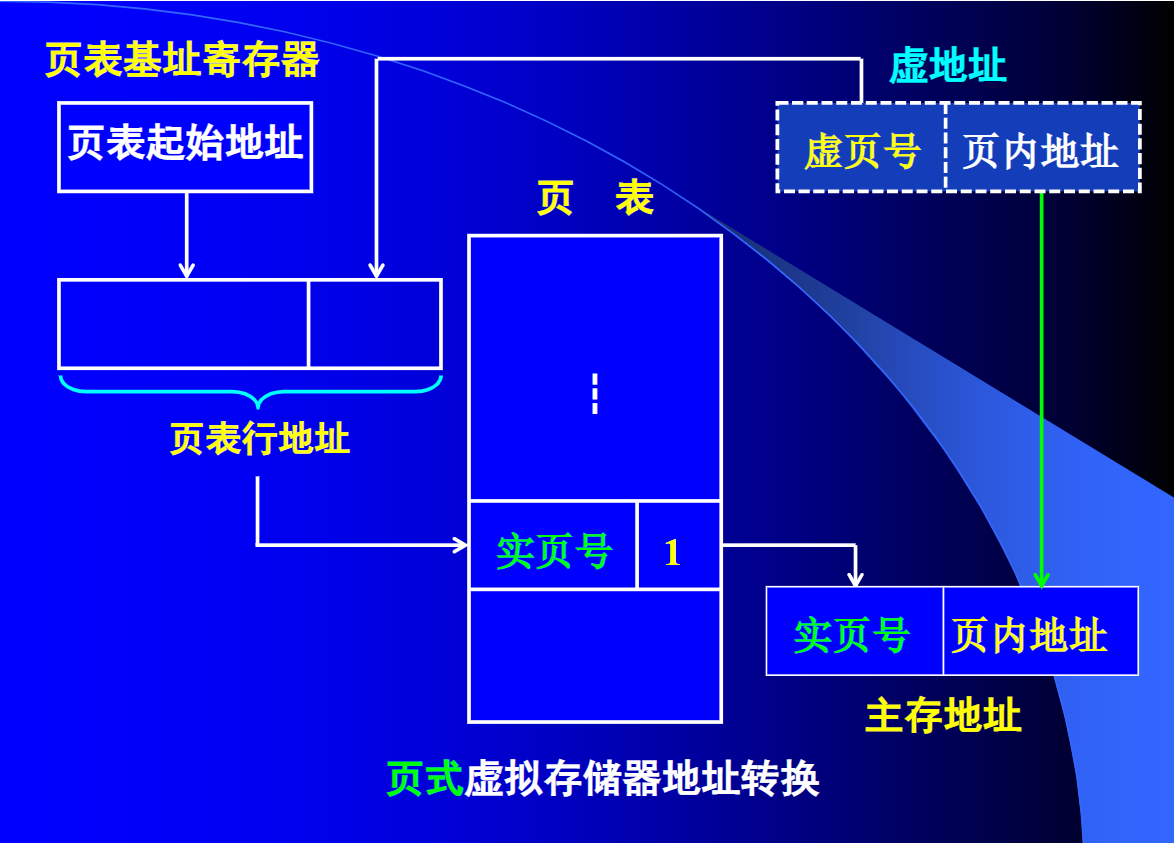 页表基址寄存器
虚地址
页表起始地址
虚页号 页内地址
页 表
页表行地址
实页号 1
实页号 页内地址
主存地址
页式虚拟存储器地址转换